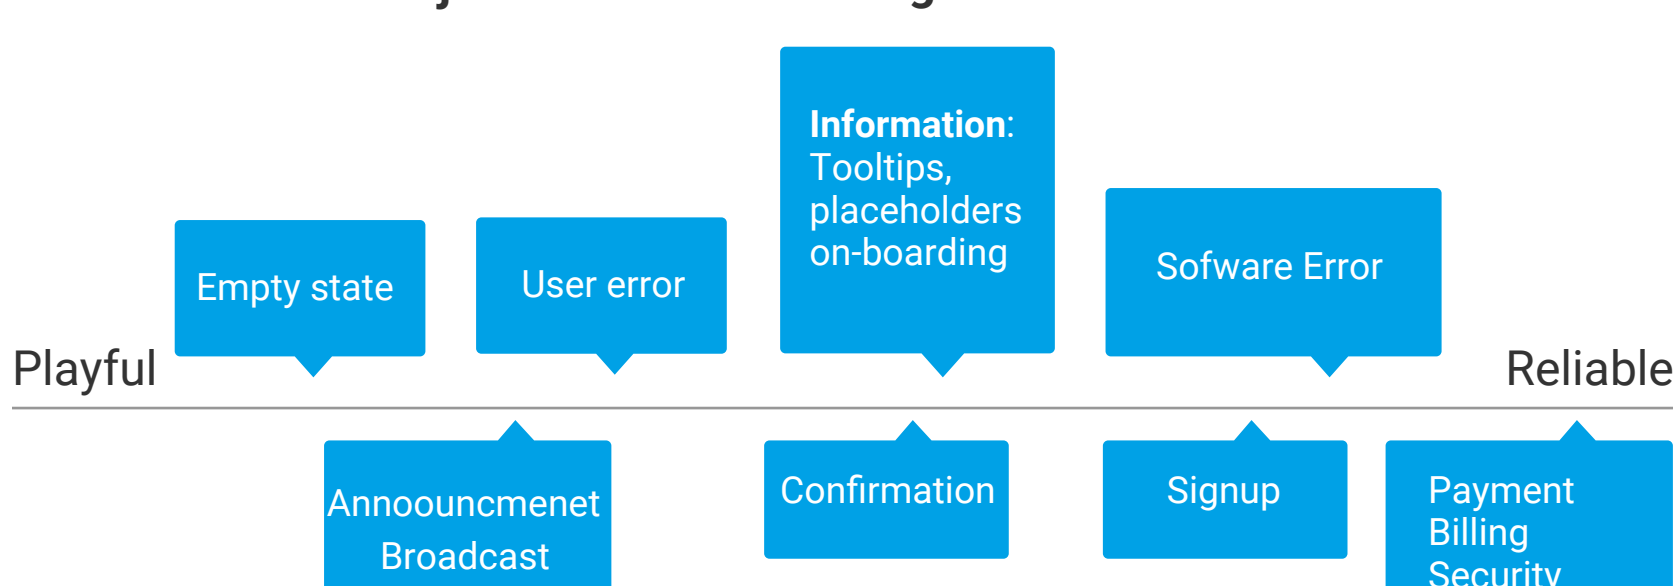 Information:
Tooltips,
placeholders
on-boarding
Empty state
User error
Sofware Error
Playful
Reliable
Annoouncmenet
Broadcast
Confirmation
Signup
Payment
Billing
Security